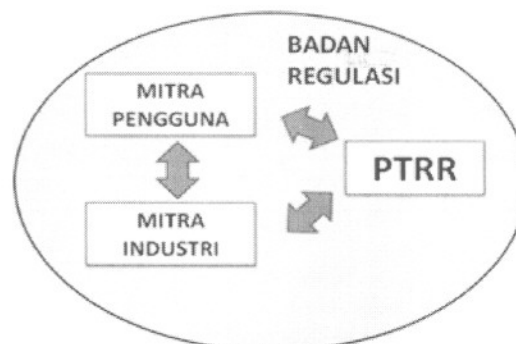 BADAN
REGULASI
MITRA
PENGGUNA
PTRR
MITRA
INDUSTRI